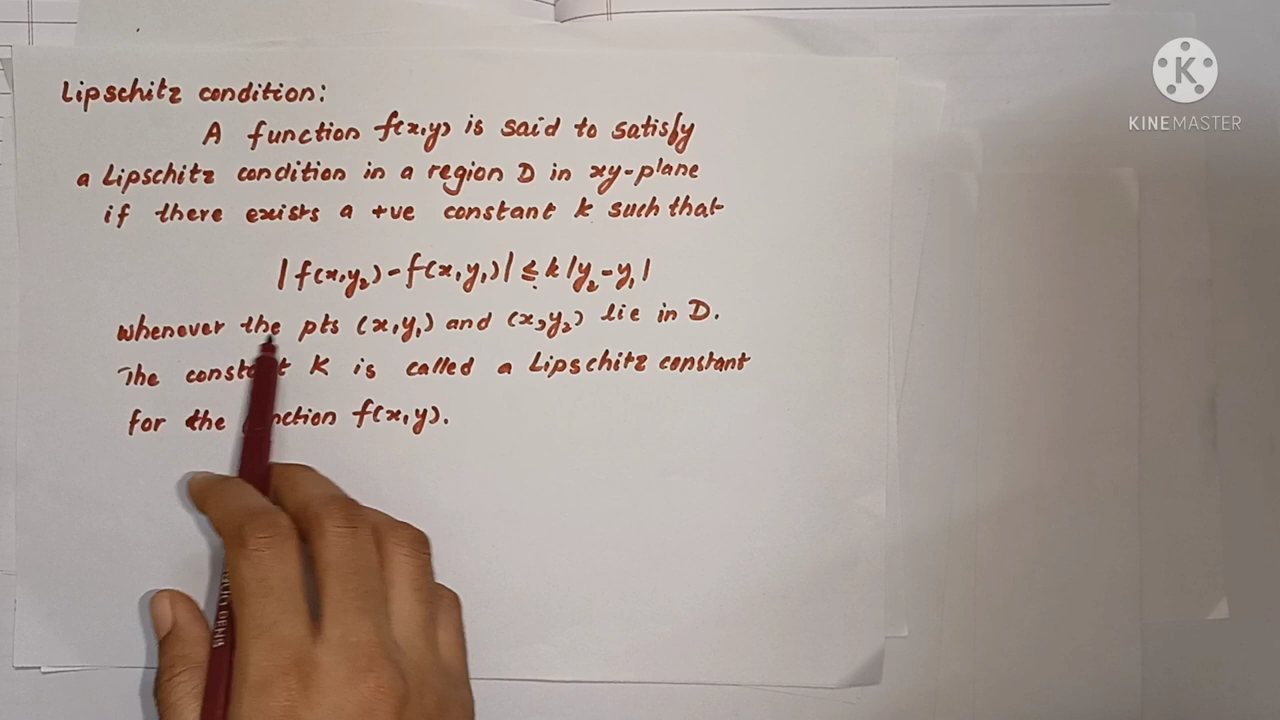 Lipschitz condition:
A function f(x,y) is said to satisfy
a Lipschitz condition in a region D in xy-plane
if there exists a +ve constant k such that
|f(x,y₂)-f(x,y₁)| ≤ k|y₂-y₁|
whenever the pts (x,y₁) and (x,y₂) lie in D.
The K is called a Lipschitz constant
for the f(x,y).
K
KINEMASTER